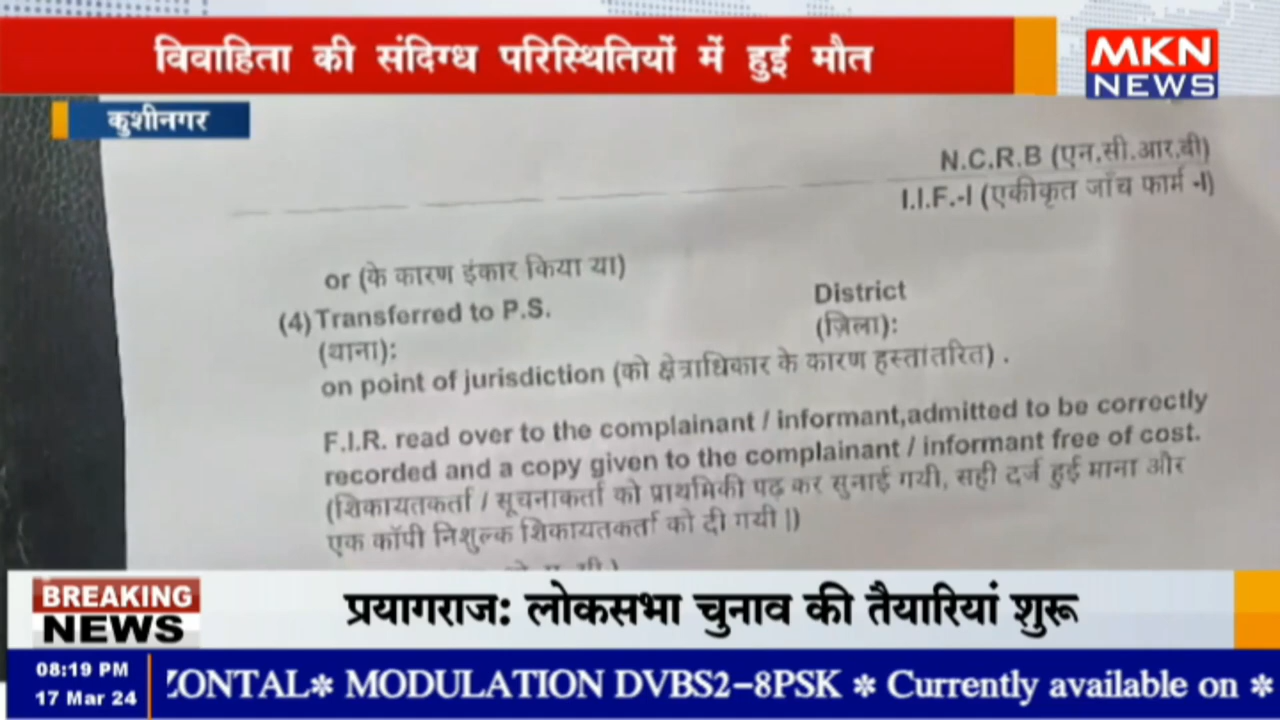 विवाहिता की संदिग्ध परिस्थितियों में हुई मौत
MKN
NEWS
कुशीनगर
N.C.R.B (एन.सी.आर.बी)
I.I.F.-I (एकीकृत जाँच फार्म -I)
or (के कारण इंकार किया या)
(4) Transferred to P.S.
District
(थाना):
(ज़िला):
on point of jurisdiction (को क्षेत्राधिकार के कारण हस्तांतरित) .
F.I.R. read over to the complainant / informant,admitted to be correctly
recorded and a copy given to the complainant / informant free of cost.
(शिकायतकर्ता / सूचनाकर्ता को प्राथमिकी पढ़ कर सुनाई गयी, सही दर्ज हुई माना और
एक कॉपी निशुल्क शिकायतकर्ता को दी गयी |)
BREAKING
NEWS
प्रयागराज: लोकसभा चुनाव की तैयारियां शुरू
08:19 PM
17 Mar 24
ZONTAL* MODULATION DVBS2-8PSK * Currently available on *